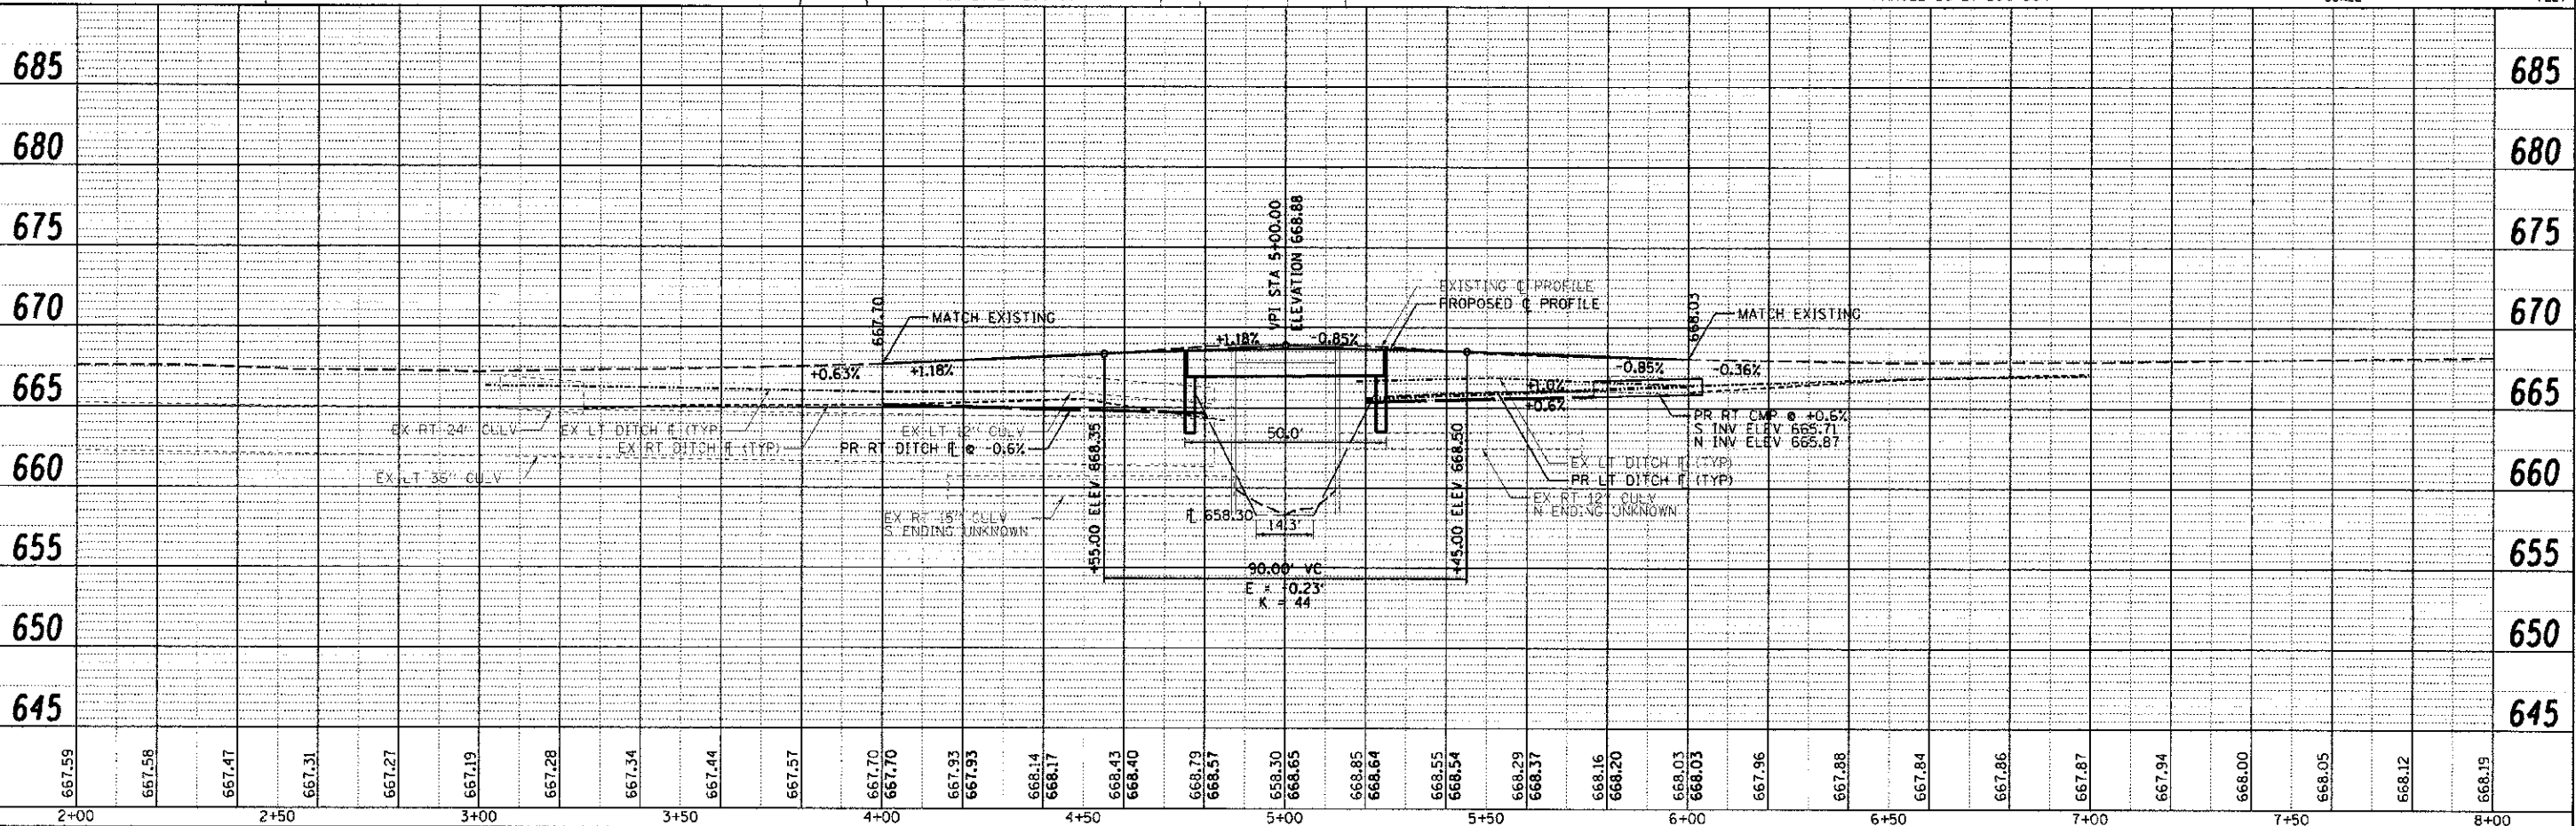 685 685
680 680
675 675
670 670
665 665
660 660
655 655
650 650
645 645
667.70
MATCH EXISTING
+0.63%
+1.18%
VPI STA 5+00.00
ELEVATION 668.88
+1.18% -0.85%
EXISTING ℄ PROFILE
PROPOSED ℄ PROFILE
668.03
MATCH EXISTING
-0.85% -0.36%
+1.0%
+0.6%
EX RT 24" CULV
EX LT DITCH ℄ (TYP)
EX RT DITCH ℄ (TYP)
EX LT 12" CULV
PR RT DITCH ℄ @ -0.6%
EX LT 35" CULV
EX RT 15" CULV
S ENDING UNKNOWN
+55.00 ELEV 668.35
50.0'
658.30
14.3'
90.00' VC
E = -0.23'
K = 44
+45.00 ELEV 668.50
PR RT CMP @ +0.6%
S INV ELEV 665.71
N INV ELEV 665.87
EX LT DITCH ℄ (TYP)
PR LT DITCH ℄ (TYP)
EX RT 12" CULV
N ENDING UNKNOWN
667.59 667.58 667.47 667.31 667.27 667.19 667.28 667.34 667.44 667.57 667.70 667.70 667.93 667.93 668.14 668.17 668.43 668.40 668.79 668.57 658.30 668.65 668.85 668.64 668.55 668.54 668.29 668.37 668.16 668.20 668.03 668.03 667.96 667.88 667.84 667.86 667.87 667.94 668.00 668.05 668.12 668.19
2+00 2+50 3+00 3+50 4+00 4+50 5+00 5+50 6+00 6+50 7+00 7+50 8+00